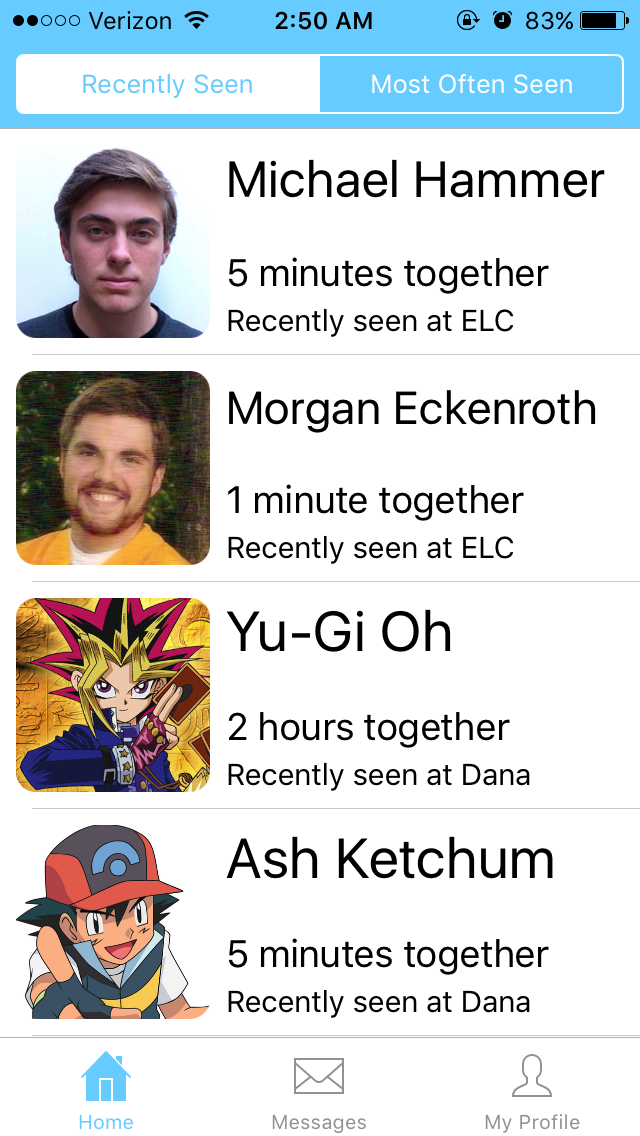 Verizon 2:50 AM 83%
Recently Seen Most Often Seen
Michael Hammer
5 minutes together
Recently seen at ELC
Morgan Eckenroth
1 minute together
Recently seen at ELC
Yu-Gi Oh
2 hours together
Recently seen at Dana
Ash Ketchum
5 minutes together
Recently seen at Dana
Home Messages My Profile